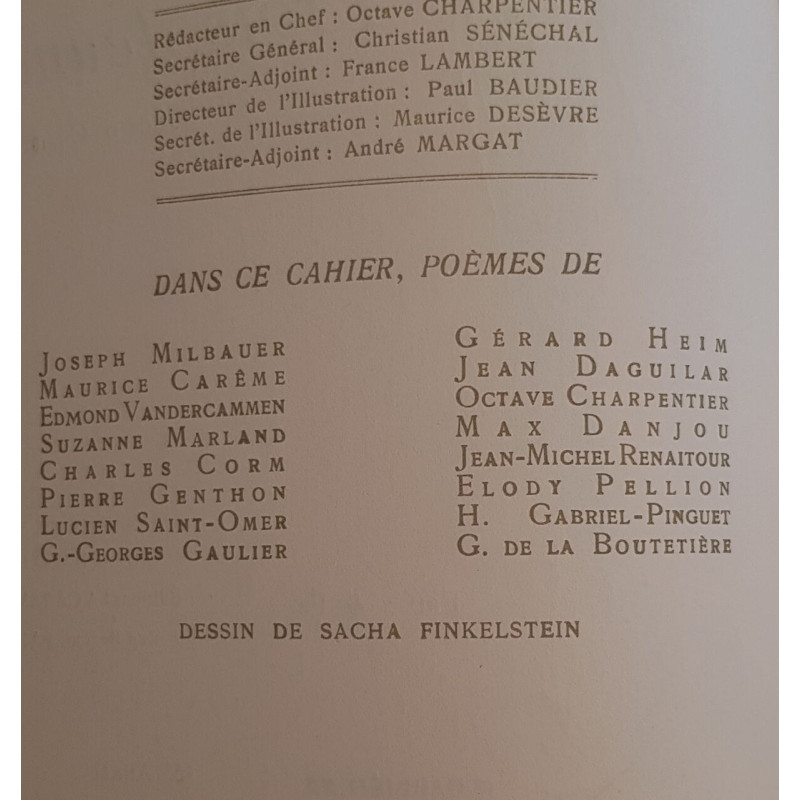 Rédacteur en Chef : Octave CHARPENTIER
Secrétaire Général : Christian SÉNÉCHAL
Secrétaire-Adjoint : France LAMBERT
Directeur de l'Illustration : Paul BAUDIER
Secrét. de l'Illustration : Maurice DESÈVRE
Secrétaire-Adjoint : André MARGAT
DANS CE CAHIER, POÈMES DE
JOSEPH MILBAUER
MAURICE CARÊME
EDMOND VANDERCAMMEN
SUZANNE MARLAND
CHARLES CORM
PIERRE GENTHON
LUCIEN SAINT-OMER
G.-GEORGES GAULIER
GÉRARD HEIM
JEAN DAGUILAR
OCTAVE CHARPENTIER
MAX DANJOU
JEAN-MICHEL RENAITOUR
ELODY PELLION
H. GABRIEL-PINGUET
G. DE LA BOUTETIÈRE
DESSIN DE SACHA FINKELSTEIN